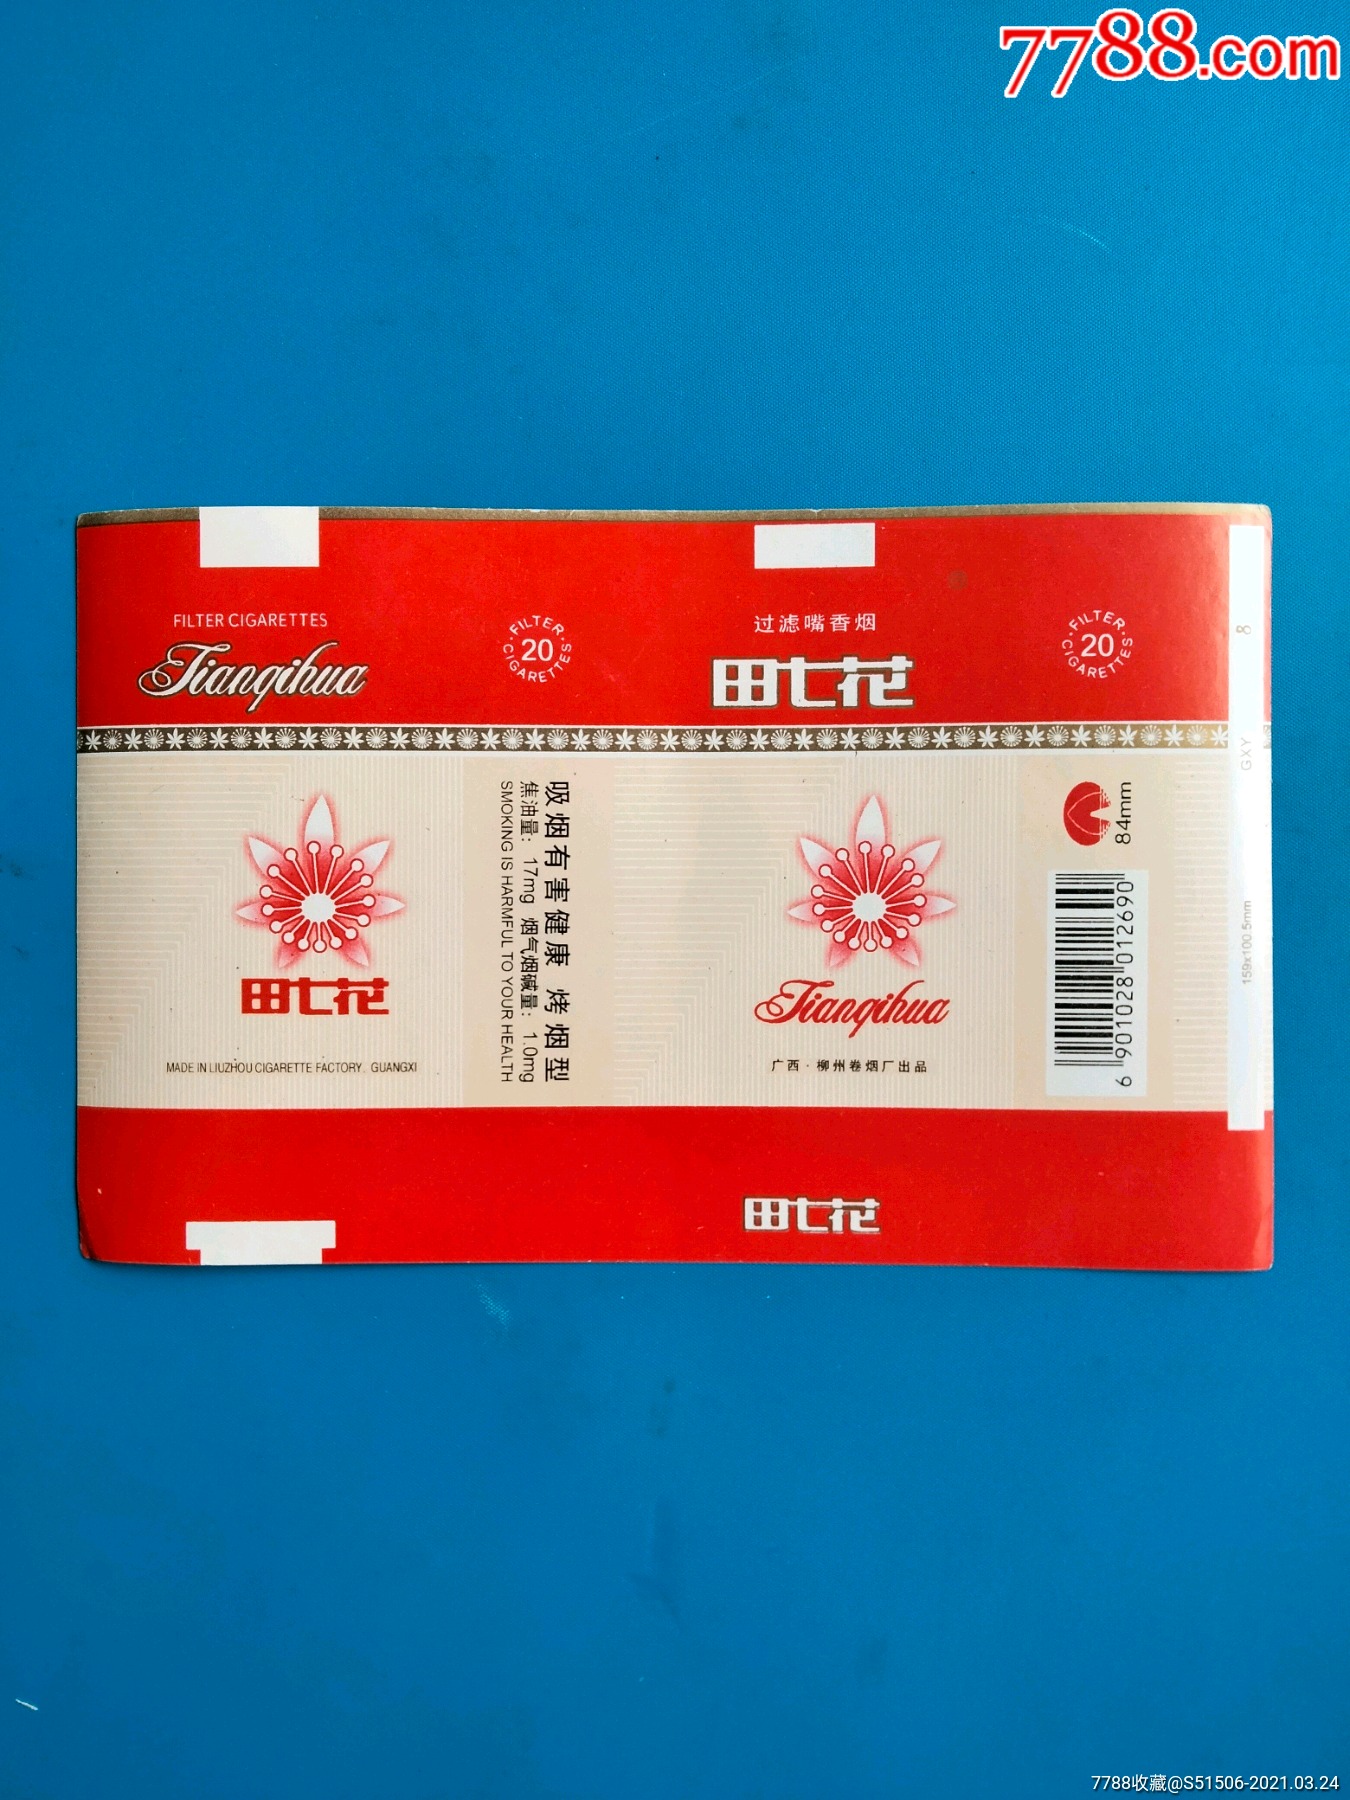 7788.com
FILTER CIGARETTES
Tianqihua
FILTER
20
CIGARETTES
过滤嘴香烟
田七花
FILTER
20
CIGARETTES
田七花
MADE IN LIUZHOU CIGARETTE FACTORY, GUANGXI
吸烟有害健康 烤烟型
焦油量：17mg 烟气烟碱量：1.0mg
SMOKING IS HARMFUL TO YOUR HEALTH
Tianqihua
广西·柳州卷烟厂出品
84mm
6 901028 012690
8
GXY
159x100.5mm
田七花
7788收藏@S51506-2021.03.24